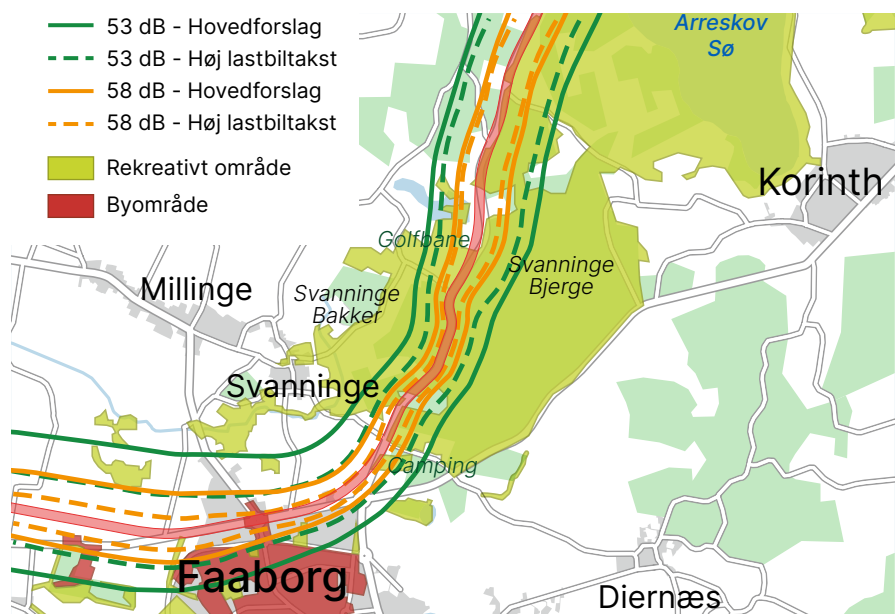 53 dB - Hovedforslag
53 dB - Høj lastbiltakst
58 dB - Hovedforslag
58 dB - Høj lastbiltakst
Rekreativt område
Byområde
Arreskov
Sø
Korinth
Golfbane
Svanninge
Bjerge
Millinge
Svanninge
Bakker
Svanninge
Camping
Faaborg
Diernæs